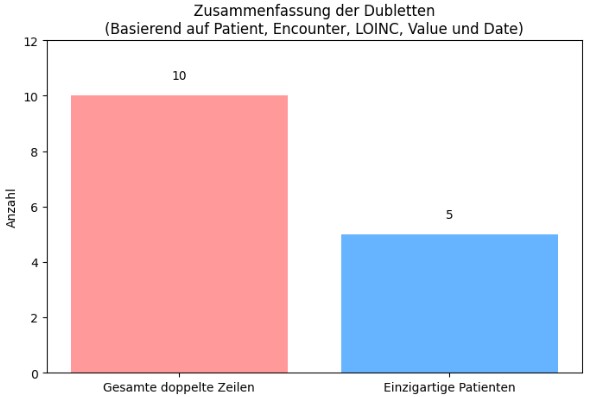 Zusammenfassung der Dubletten
(Basierend auf Patient, Encounter, LOINC, Value und Date)
12
10
8
6
4
2
0
Anzahl
10
5
Gesamte doppelte Zeilen
Einzigartige Patienten